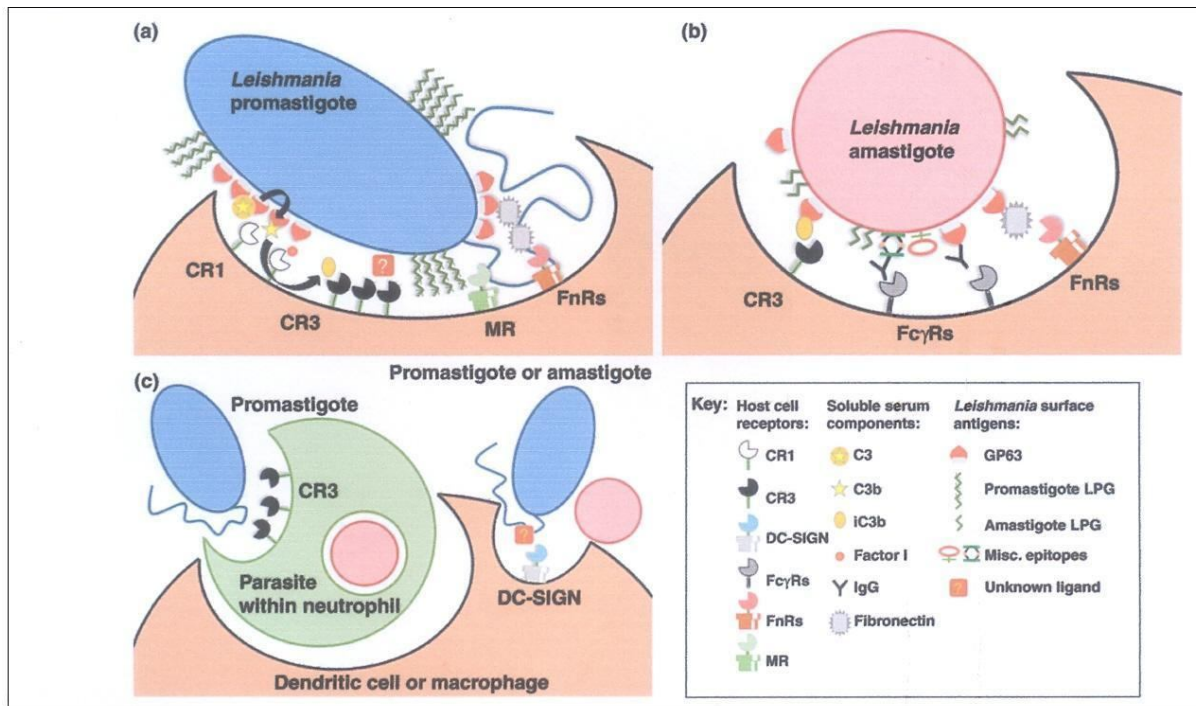 (a)
Leishmania
promastigote
CR1
CR3
MR
FnRs
(b)
Leishmania
amastigote
CR3
FcγRs
FnRs
?
(c)
Promastigote
CR3
Parasite
within neutrophil
Dendritic cell or macrophage
Promastigote or amastigote
?
DC-SIGN
Key:
Host cell
receptors:
CR1
CR3
DC-SIGN
FcγRs
FnRs
MR
Soluble serum
components:
C3
C3b
iC3b
Factor I
IgG
Fibronectin
Leishmania surface
antigens:
GP63
Promastigote LPG
Amastigote LPG
Misc. epitopes
?
Unknown ligand